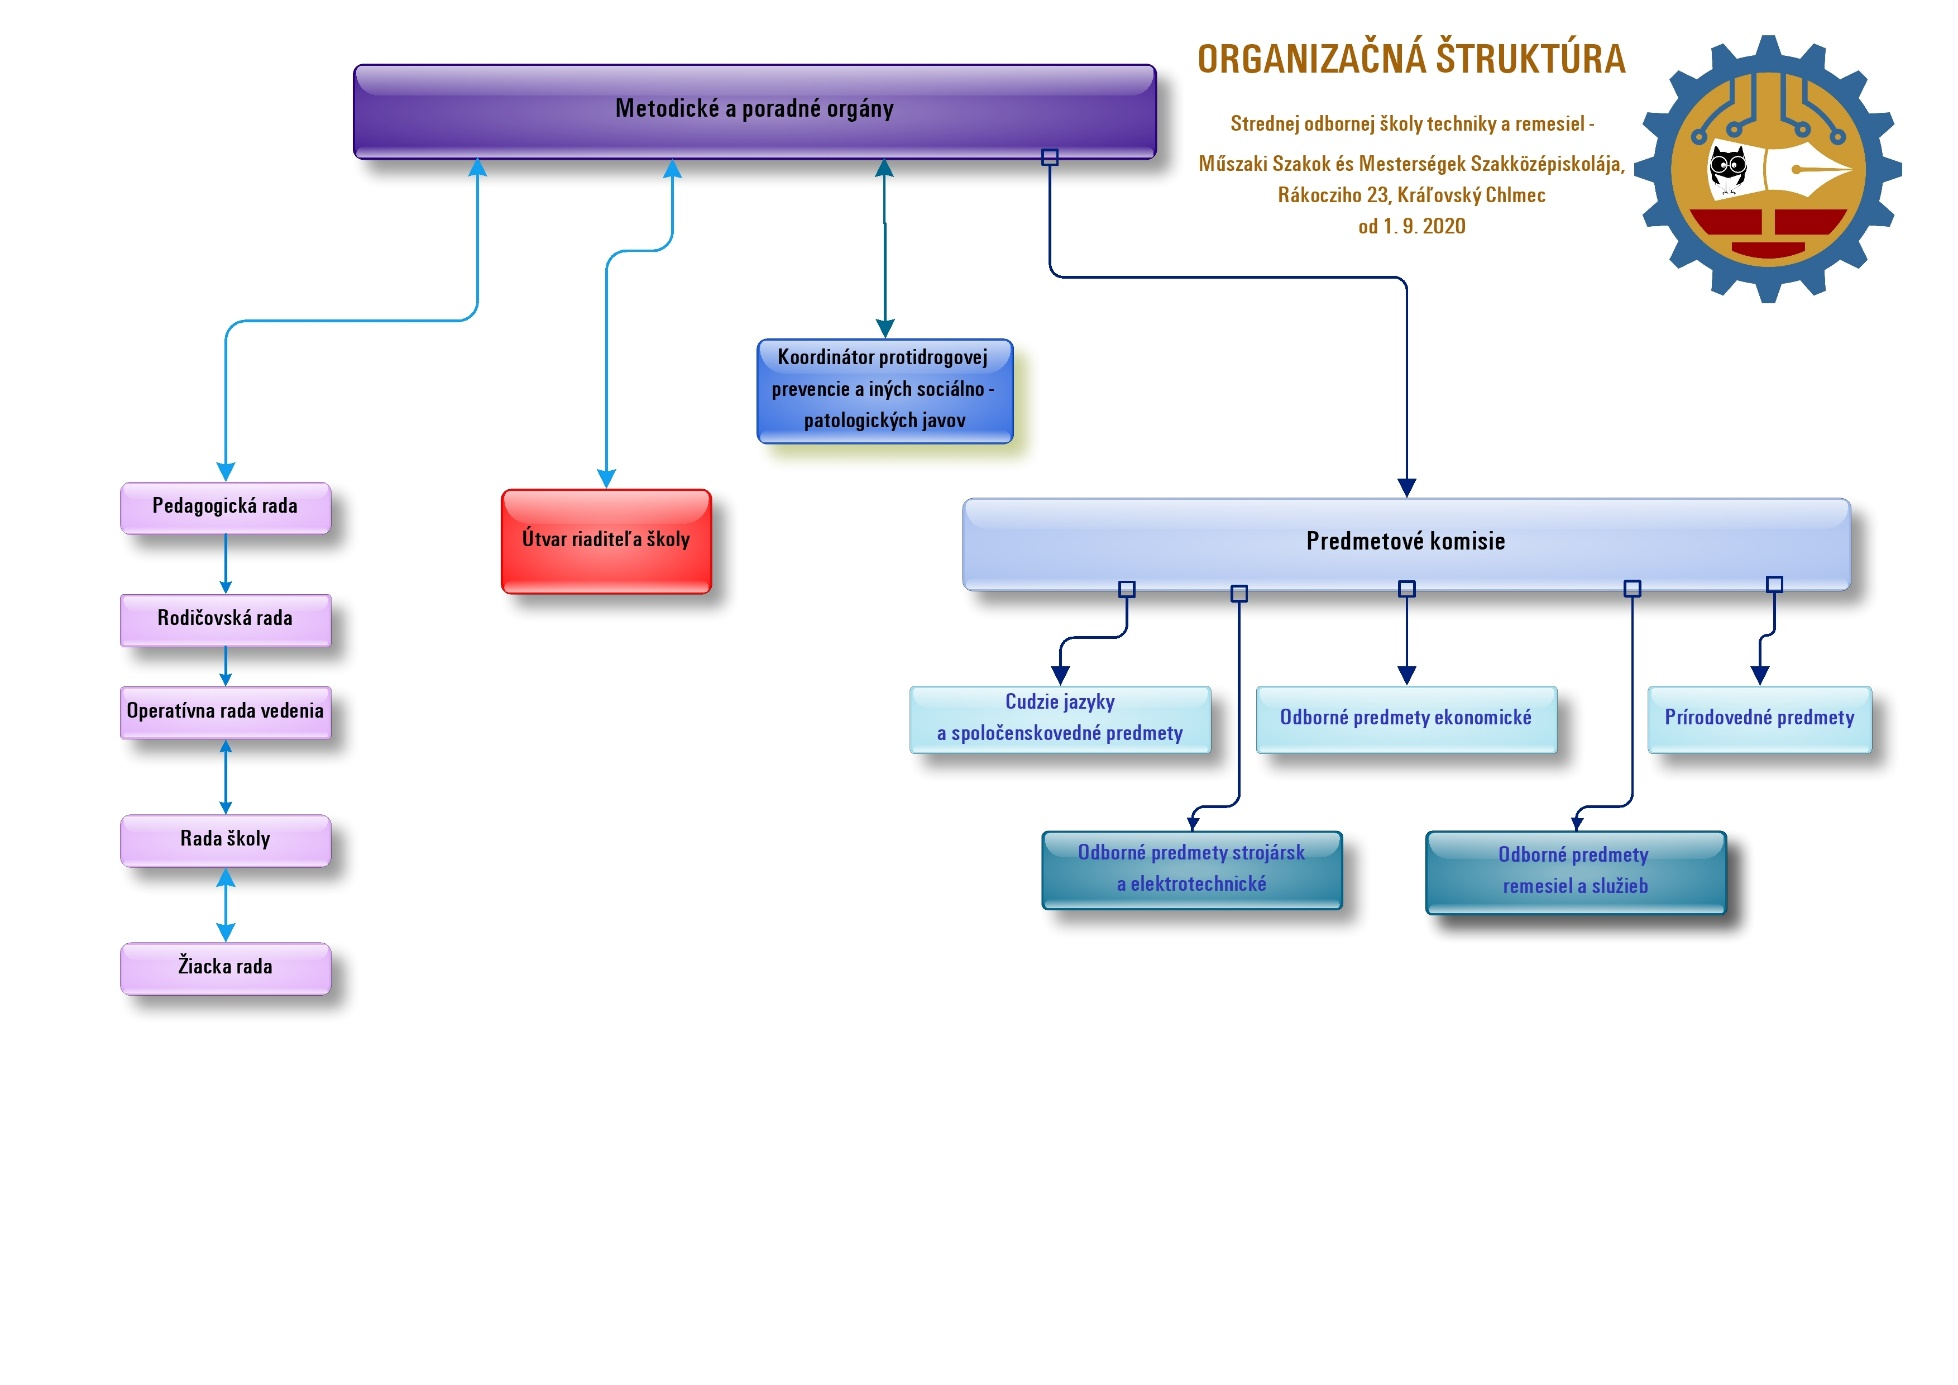 ORGANIZAČNÁ ŠTRUKTÚRA
Strednej odbornej školy techniky a remesiel -
Műszaki Szakok és Mesterségek Szakközépiskolája,
Rákocziho 23, Kráľovský Chlmec
od 1. 9. 2020
Metodické a poradné orgány
Koordinátor protidrogovej
prevencie a iných sociálno -
patologických javov
Pedagogická rada
Rodičovská rada
Operatívna rada vedenia
Rada školy
Žiacka rada
Útvar riaditeľa školy
Predmetové komisie
Cudzie jazyky
a spoločenskovedné predmety
Odborné predmety ekonomické
Prírodovedné predmety
Odborné predmety strojársk
a elektrotechnické
Odborné predmety
remesiel a služieb